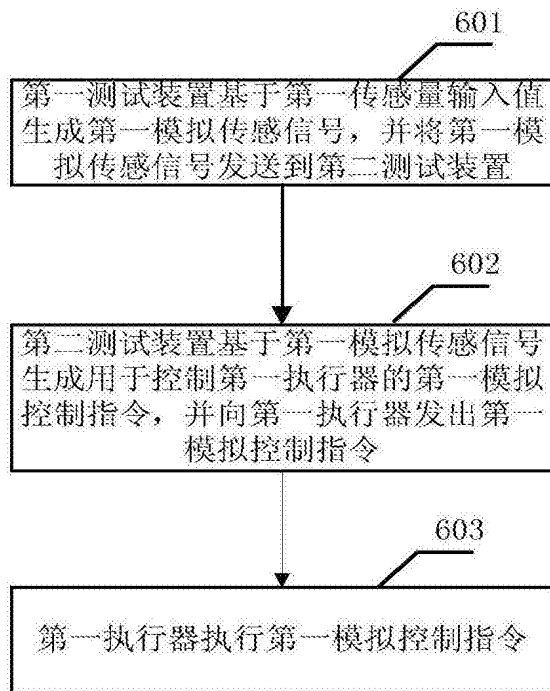 601
第一测试装置基于第一传感量输入值
生成第一模拟传感信号，并将第一模
拟传感信号发送到第二测试装置
602
第二测试装置基于第一模拟传感信号
生成用于控制第一执行器的第一模拟
控制指令，并向第一执行器发出第一
模拟控制指令
603
第一执行器执行第一模拟控制指令